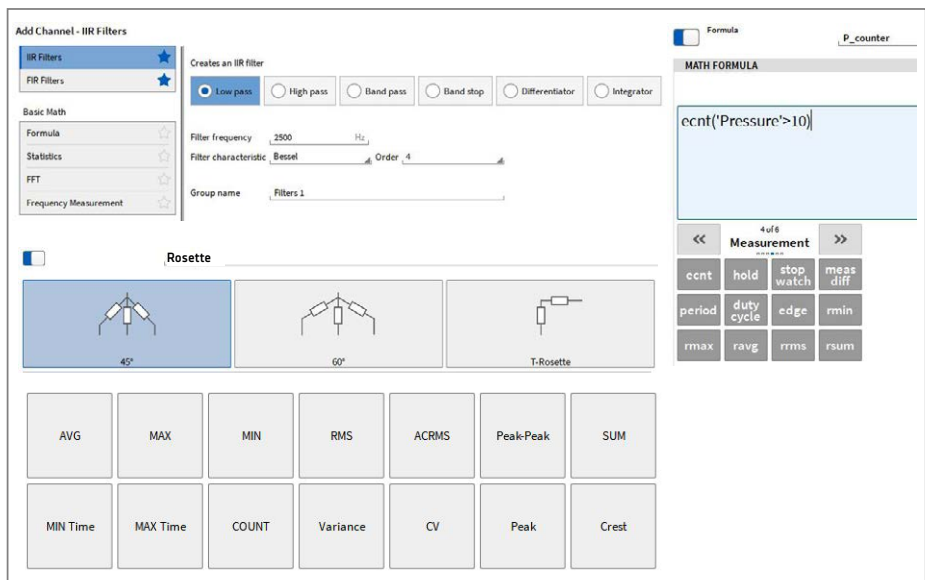 Add Channel - IIR Filters
IIR Filters
FIR Filters
Basic Math
Formula
Statistics
FFT
Frequency Measurement
Creates an IIR filter
Low pass High pass Band pass Band stop Differentiator Integrator
Filter frequency 2500 Hz
Filter characteristic Bessel Order 4
Group name Filters 1
Formula P_counter
MATH FORMULA
ecnt('Pressure'>10)
4 of 6
« Measurement »
ecnt hold stop watch meas diff
period duty cycle edge rmin
rmax ravg rrms rsum
Rosette
45° 60° T-Rosette
AVG MAX MIN RMS ACRMS Peak-Peak SUM
MIN Time MAX Time COUNT Variance CV Peak Crest